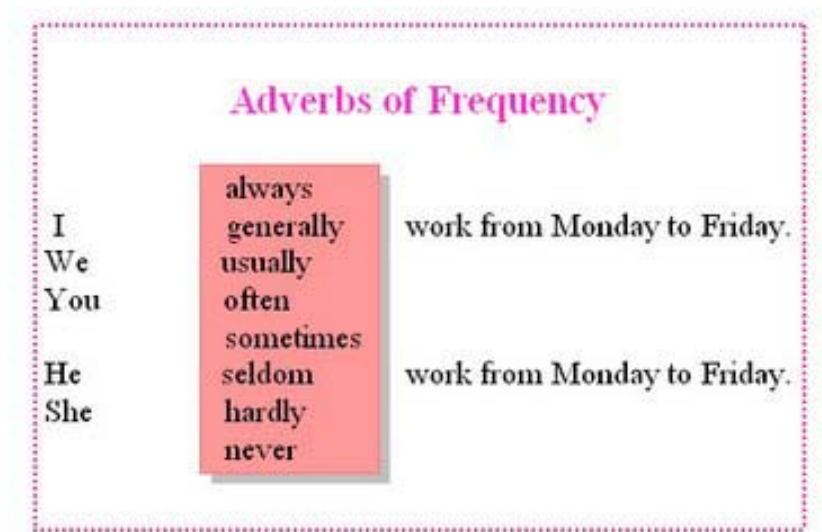 Adverbs of Frequency
always
I generally work from Monday to Friday.
We usually
You often
sometimes
He seldom work from Monday to Friday.
She hardly
never